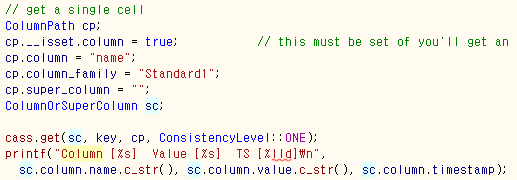 // get a single cell
ColumnPath cp;
cp.__isset.column = true; // this must be set of you'll get an
cp.column = "name";
cp.column_family = "Standard1";
cp.super_column = "";
ColumnOrSuperColumn sc;
cass.get(sc, key, cp, ConsistencyLevel::ONE);
printf("Column [%s] Value [%s] TS [%lld]₩n",
sc.column.name.c_str(), sc.column.value.c_str(), sc.column.timestamp);